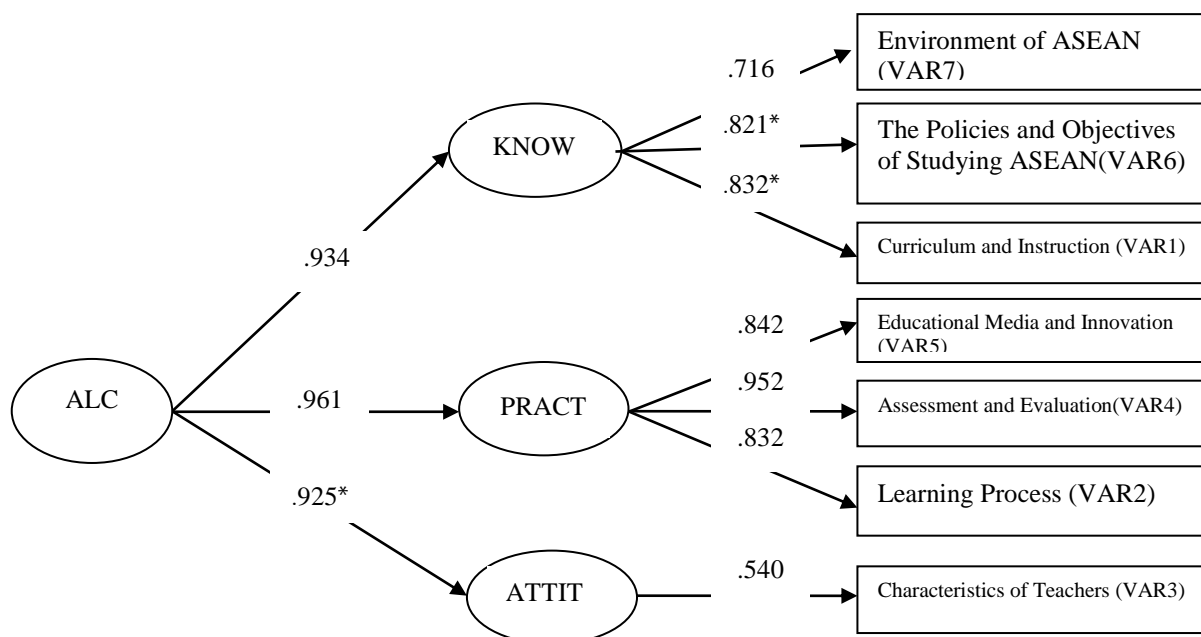 Environment of ASEAN
(VAR7)
.716
.821*
The Policies and Objectives
of Studying ASEAN(VAR6)
KNOW
.832*
Curriculum and Instruction (VAR1)
.934
.842
Educational Media and Innovation
(VAR5)
.952
ALC
.961
PRACT
Assessment and Evaluation(VAR4)
.832
Learning Process (VAR2)
.925*
.540
ATTIT
Characteristics of Teachers (VAR3)